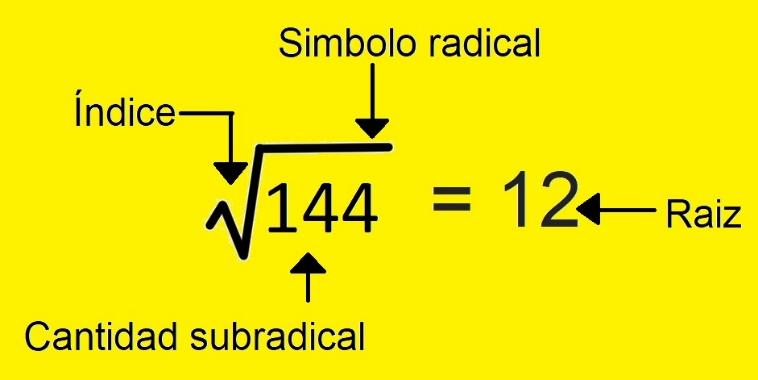 Simbolo radical
Índice
√144 = 12
Raiz
Cantidad subradical